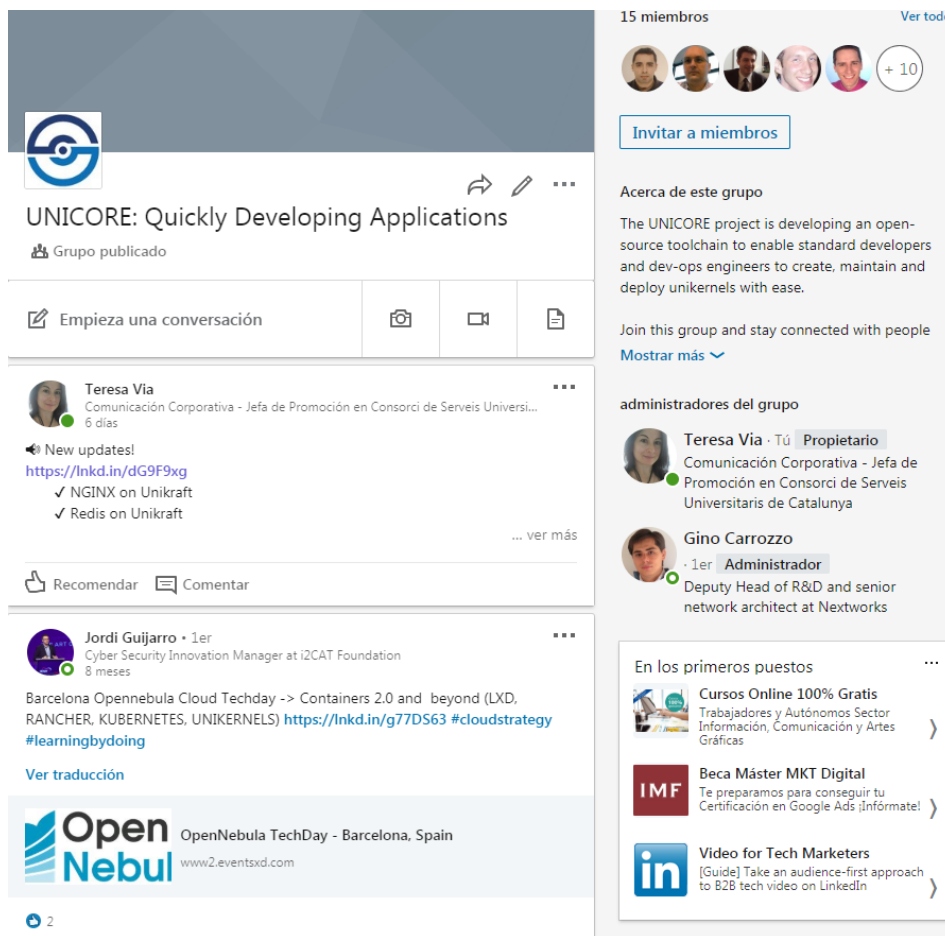 UNICORE: Quickly Developing Applications
Grupo publicado
Empieza una conversación
Teresa Via
Comunicación Corporativa - Jefa de Promoción en Consorci de Serveis Universi...
6 días
New updates!
https://lnkd.in/dG9F9xg
✓ NGINX on Unikraft
✓ Redis on Unikraft
... ver más
Recomendar Comentar
Jordi Guijarro • 1er
Cyber Security Innovation Manager at i2CAT Foundation
8 meses
Barcelona Opennebula Cloud Techday -> Containers 2.0 and beyond (LXD,
RANCHER, KUBERNETES, UNIKERNELS) https://lnkd.in/g77DS63 #cloudstrategy
#learningbydoing
Ver traducción
Open
Nebul
OpenNebula TechDay - Barcelona, Spain
www2.eventsxd.com
2
15 miembros Ver todo
+ 10
Invitar a miembros
Acerca de este grupo
The UNICORE project is developing an open-
source toolchain to enable standard developers
and dev-ops engineers to create, maintain and
deploy unikernels with ease.
Join this group and stay connected with people
Mostrar más
administradores del grupo
Teresa Via · Tú Propietario
Comunicación Corporativa - Jefa de
Promoción en Consorci de Serveis
Universitaris de Catalunya
Gino Carrozzo
· 1er Administrador
Deputy Head of R&D and senior
network architect at Nextworks
En los primeros puestos
Cursos Online 100% Gratis
Trabajadores y Autónomos Sector
Información, Comunicación y Artes
Gráficas
IMF
Beca Máster MKT Digital
Te preparamos para conseguir tu
Certificación en Google Ads ¡Infórmate!
in
Video for Tech Marketers
[Guide] Take an audience-first approach
to B2B tech video on LinkedIn